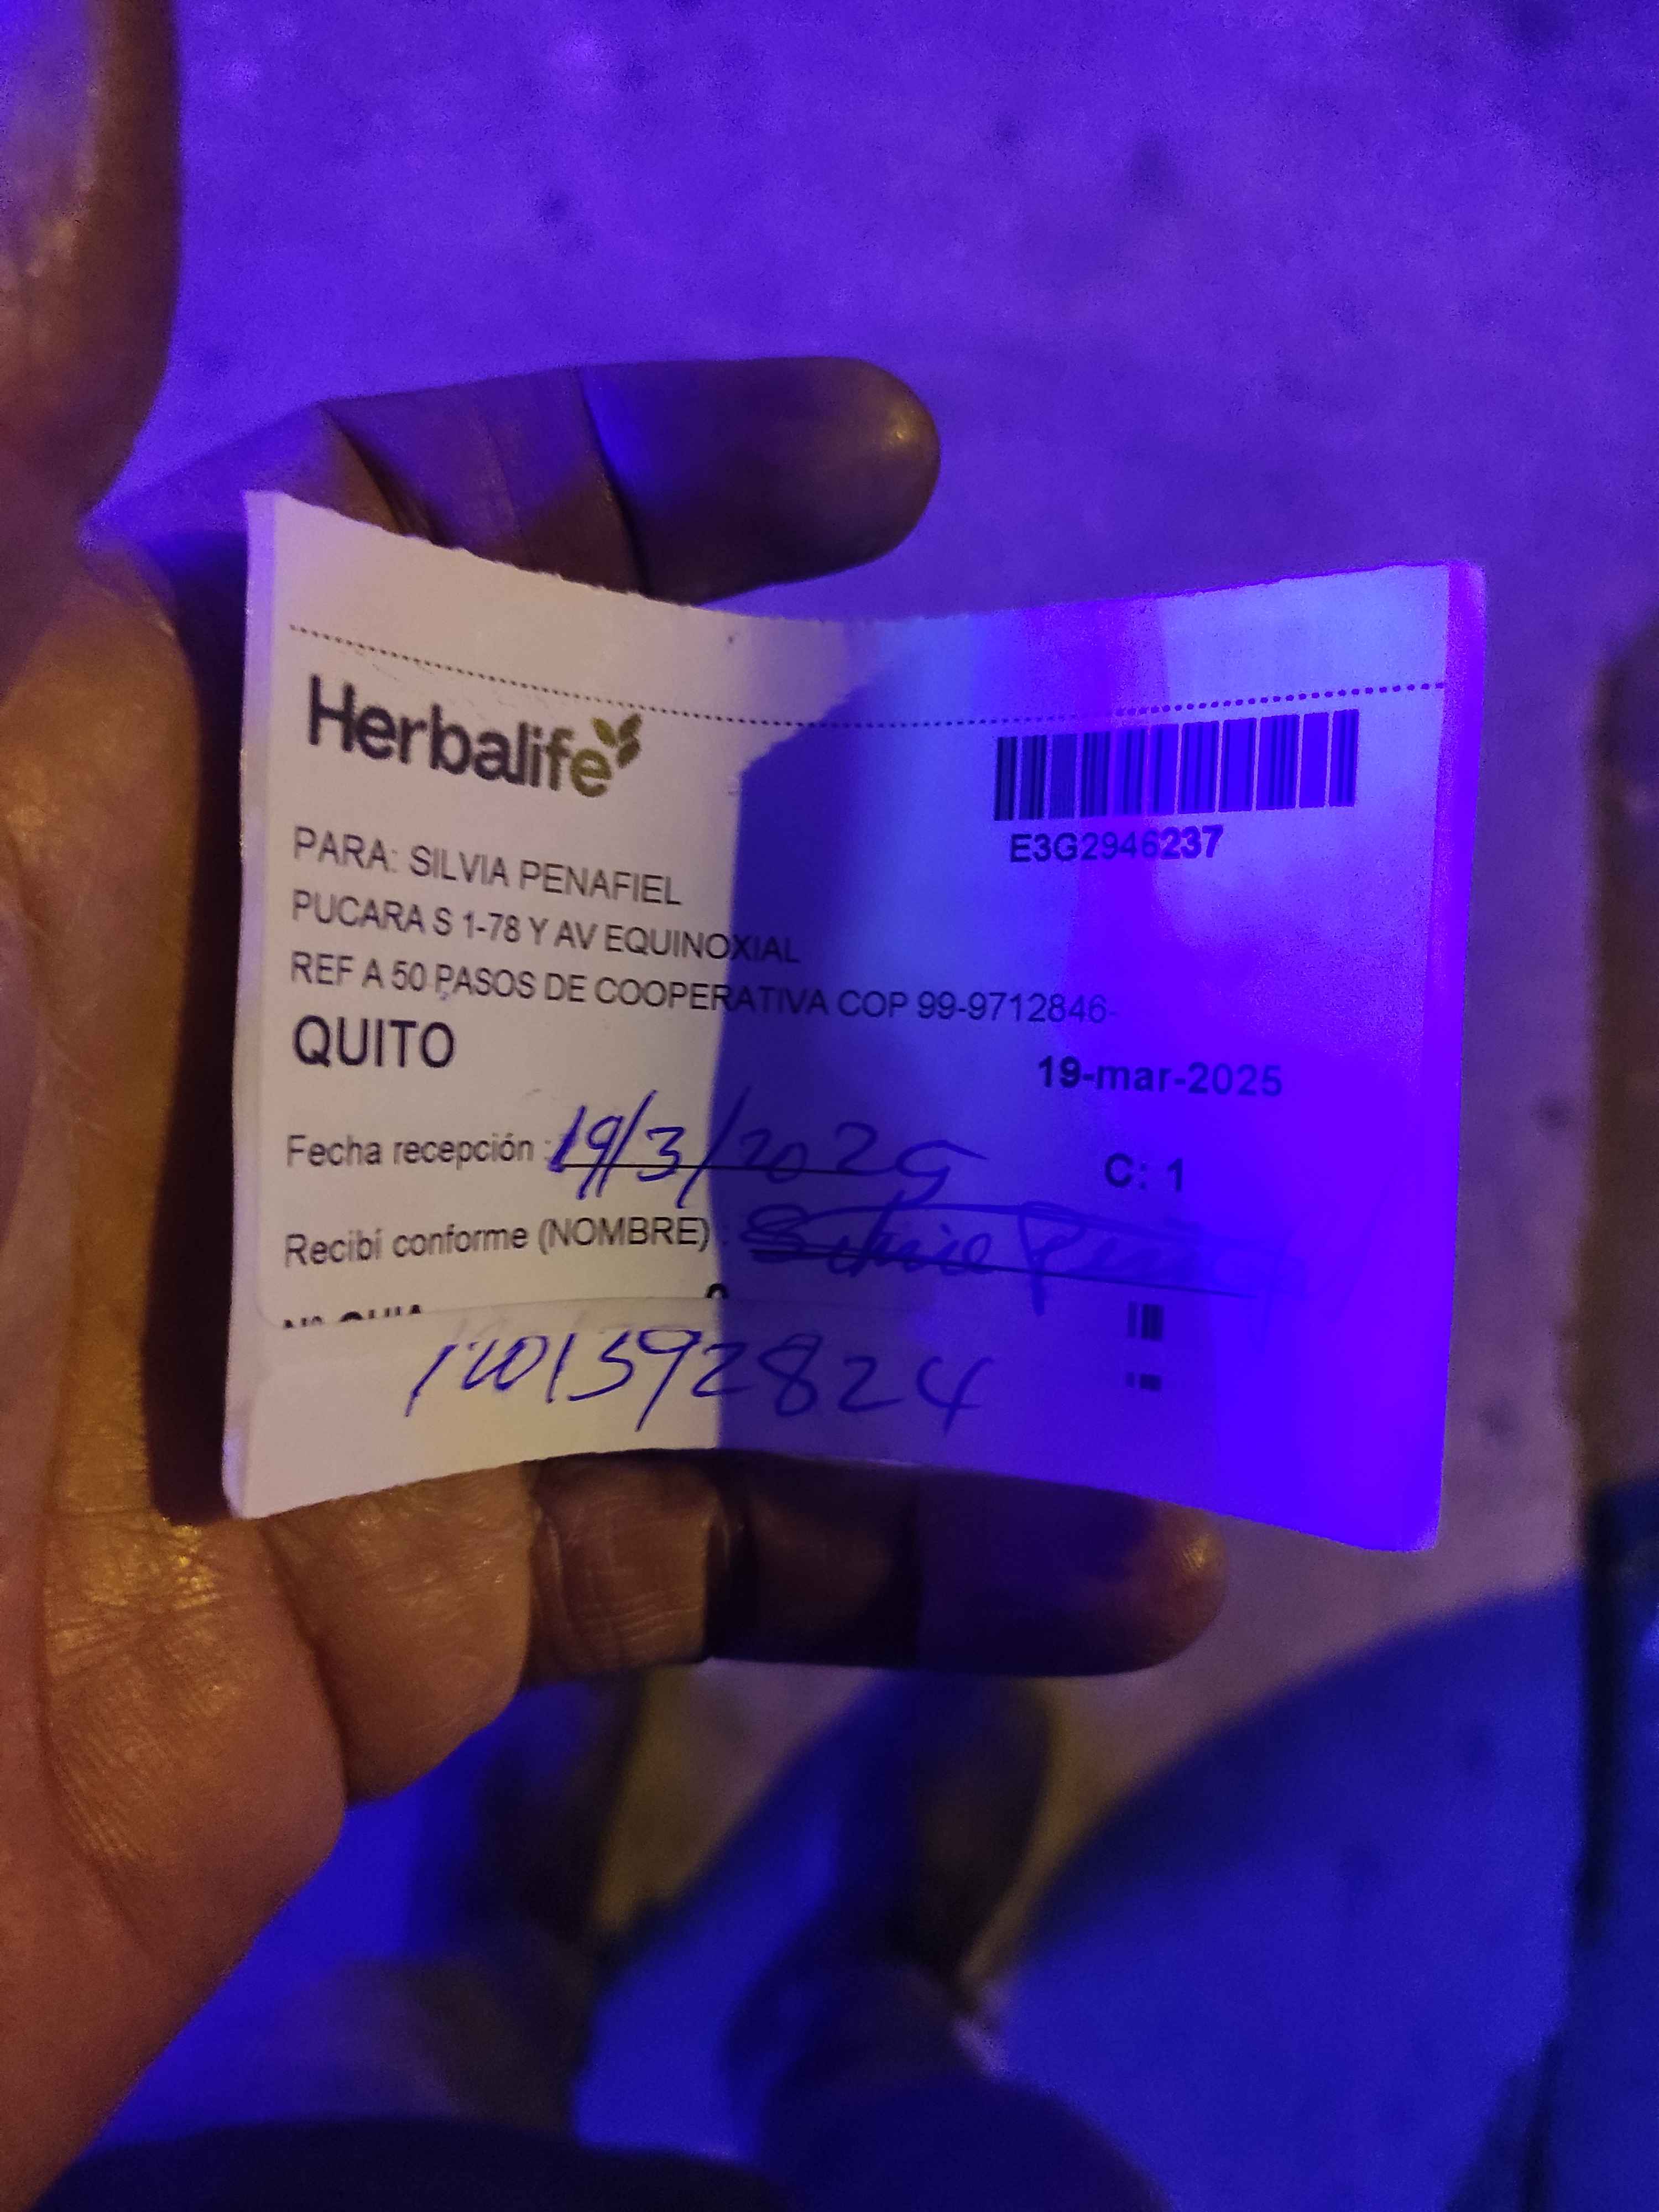 Herbalife
E3G2946237
PARA: SILVIA PENAFIEL
PUCARA S 1-78 Y AV EQUINOXIAL
REF A 50 PASOS DE COOPERATIVA COP 99-9712846-
QUITO
19-mar-2025
Fecha recepción : 19/3/2025
C: 1
Recibí conforme (NOMBRE) : Silvia